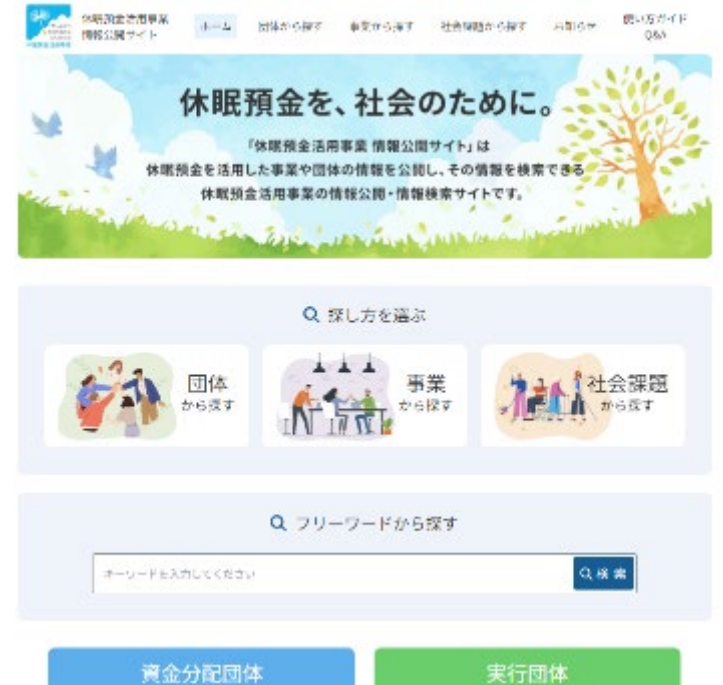 休眠預金活用事業
情報公開サイト
ホーム
団体から探す
事業から探す
社会課題から探す
お知らせ
使い方ガイド
Q&A
休眠預金を、社会のために。
「休眠預金活用事業 情報公開サイト」は
休眠預金を活用した事業や団体の情報を公開し、その情報を検索できる
休眠預金活用事業の情報公開・情報検索サイトです。
探し方を選ぶ
団体
から探す
事業
から探す
社会課題
から探す
フリーワードから探す
キーワードを入力してください
検索
資金分配団体
実行団体